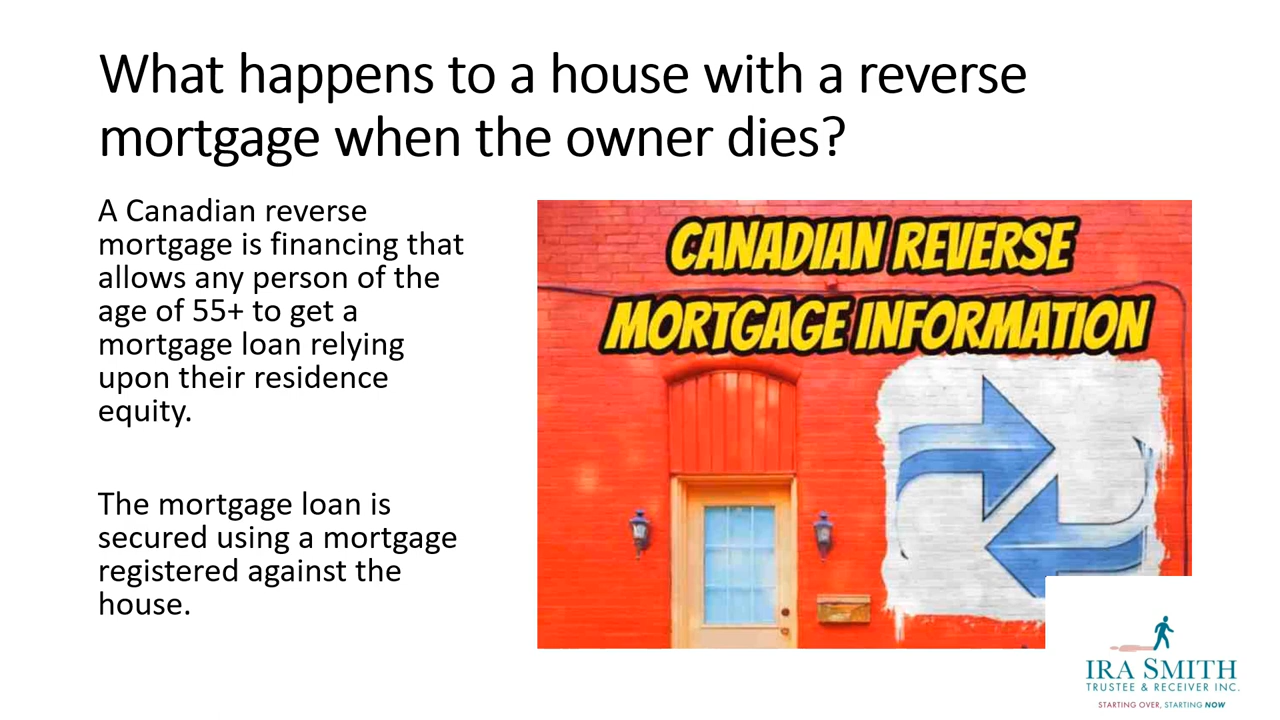 What happens to a house with a reverse
mortgage when the owner dies?
A Canadian reverse
mortgage is financing that
allows any person of the
age of 55+ to get a
mortgage loan relying
upon their residence
equity.
The mortgage loan is
secured using a mortgage
registered against the
house.
CANADIAN REVERSE
MORTGAGE INFORMATION
IRA SMITH
TRUSTEE & RECEIVER INC.
STARTING OVER, STARTING NOW